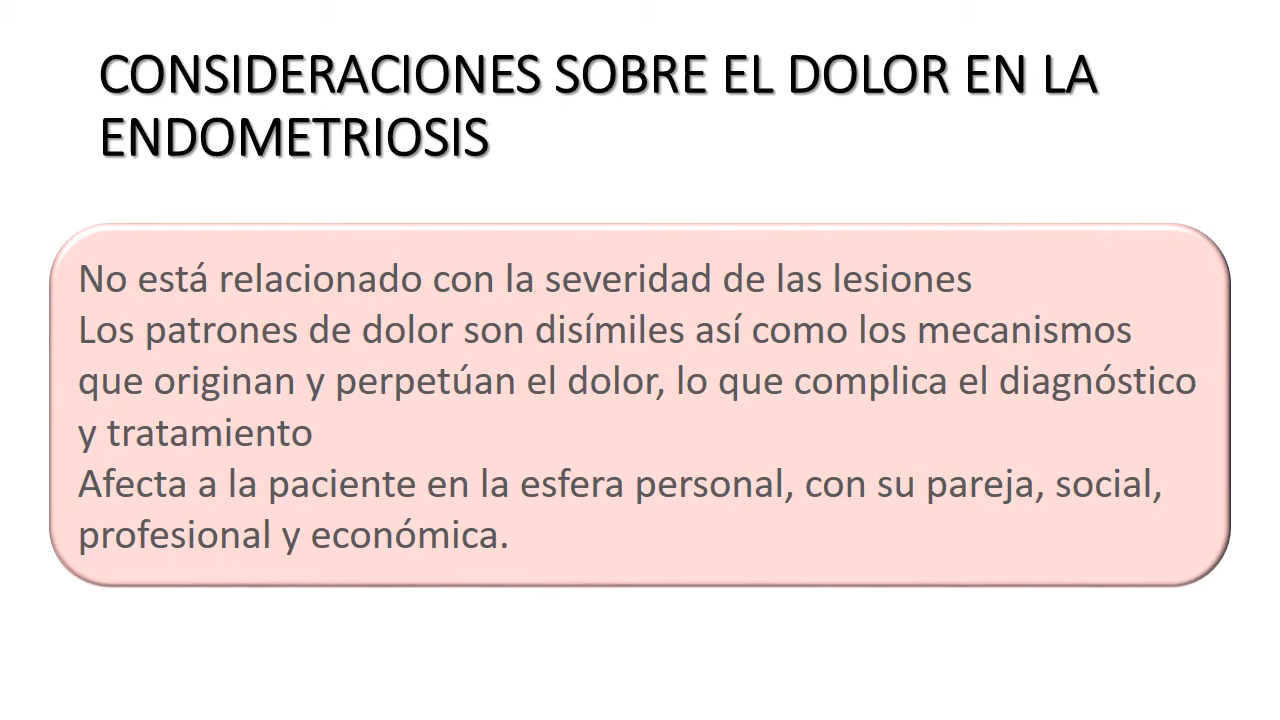 CONSIDERACIONES SOBRE EL DOLOR EN LA
ENDOMETRIOSIS
No está relacionado con la severidad de las lesiones
Los patrones de dolor son disímiles así como los mecanismos
que originan y perpetúan el dolor, lo que complica el diagnóstico
y tratamiento
Afecta a la paciente en la esfera personal, con su pareja, social,
profesional y económica.